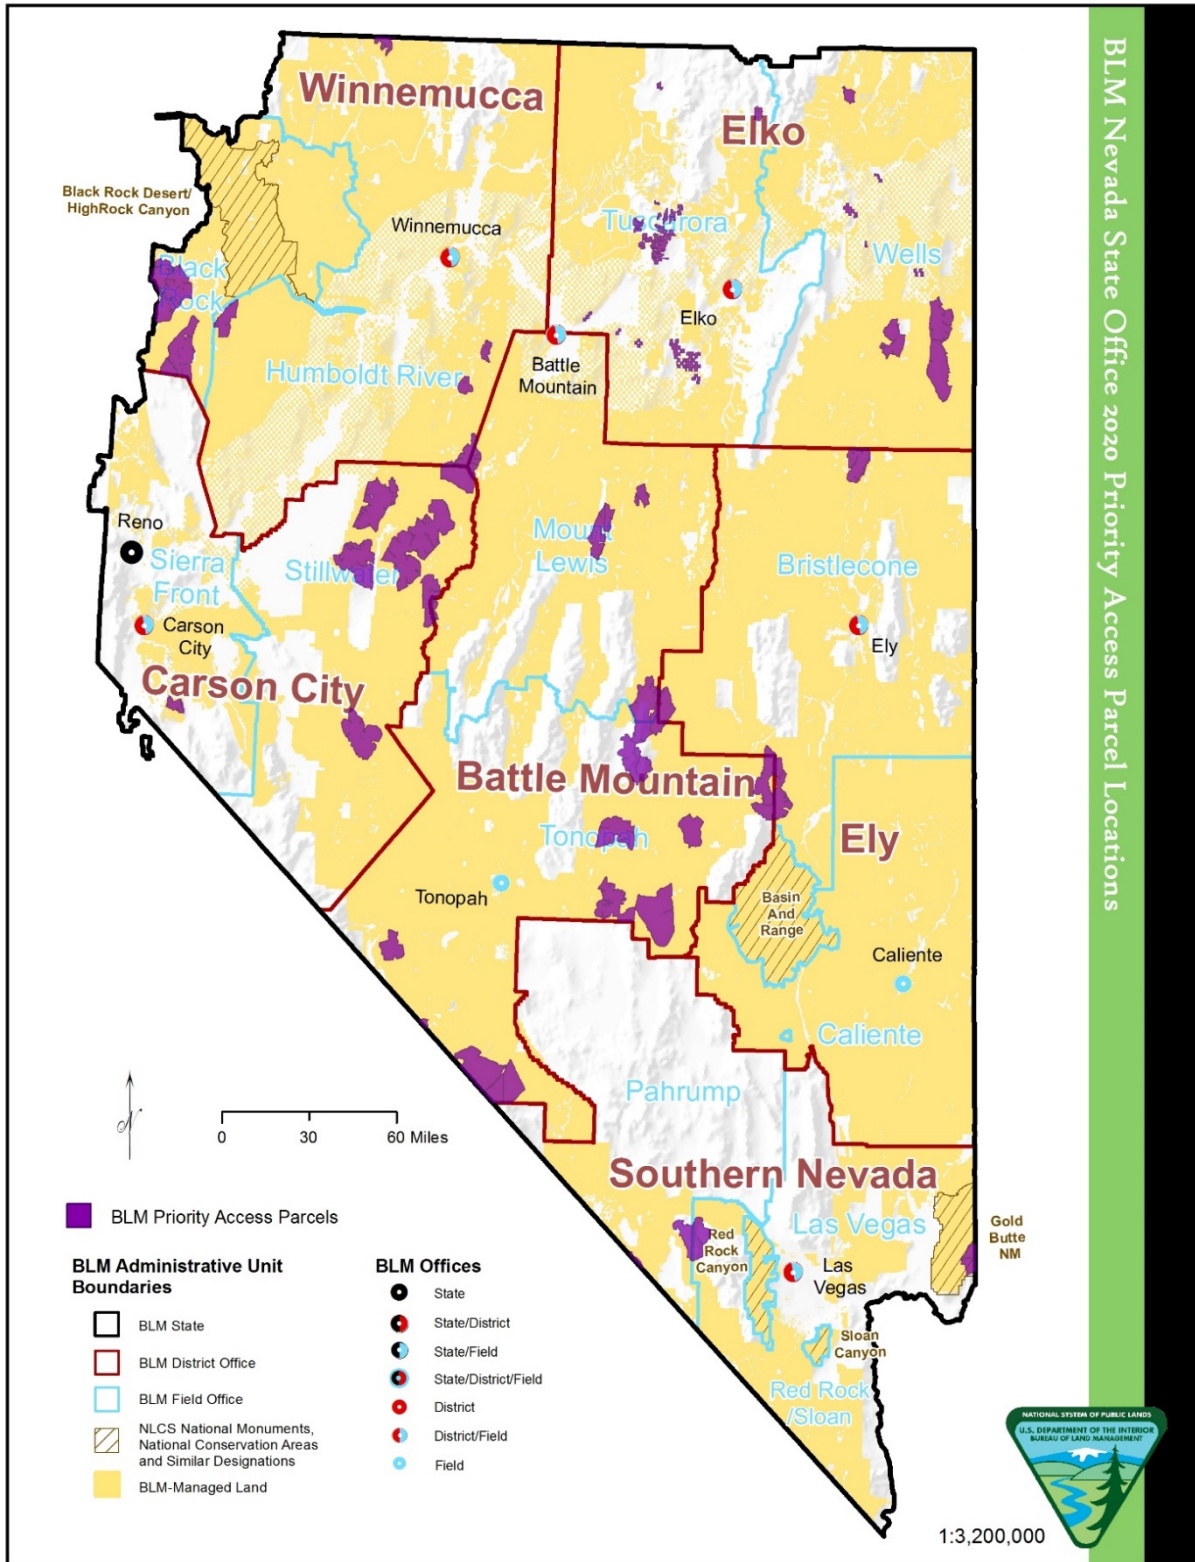 BLM Nevada State Office 2020 Priority Access Parcel Locations
Winnemucca
Elko
Black Rock Desert/
HighRock Canyon
Winnemucca
Tuscarora
Wells
Black
Rock
Elko
Battle
Mountain
Humboldt River
Reno
Sierra
Front
Stillwater
Mount
Lewis
Bristlecone
Carson
City
Ely
Carson City
Battle Mountain
Tonopah
Ely
Tonopah
Basin
And
Range
Caliente
Caliente
Pahrump
Southern Nevada
Las Vegas
Red
Rock
Canyon
Las
Vegas
Gold
Butte
NM
Sloan
Canyon
Red Rock
/Sloan
N
0 30 60 Miles
BLM Priority Access Parcels
BLM Administrative Unit
Boundaries
BLM State
BLM District Office
BLM Field Office
NLCS National Monuments,
National Conservation Areas
and Similar Designations
BLM-Managed Land
BLM Offices
State
State/District
State/Field
State/District/Field
District
District/Field
Field
NATIONAL SYSTEM OF PUBLIC LANDS
U.S. DEPARTMENT OF THE INTERIOR
BUREAU OF LAND MANAGEMENT
1:3,200,000